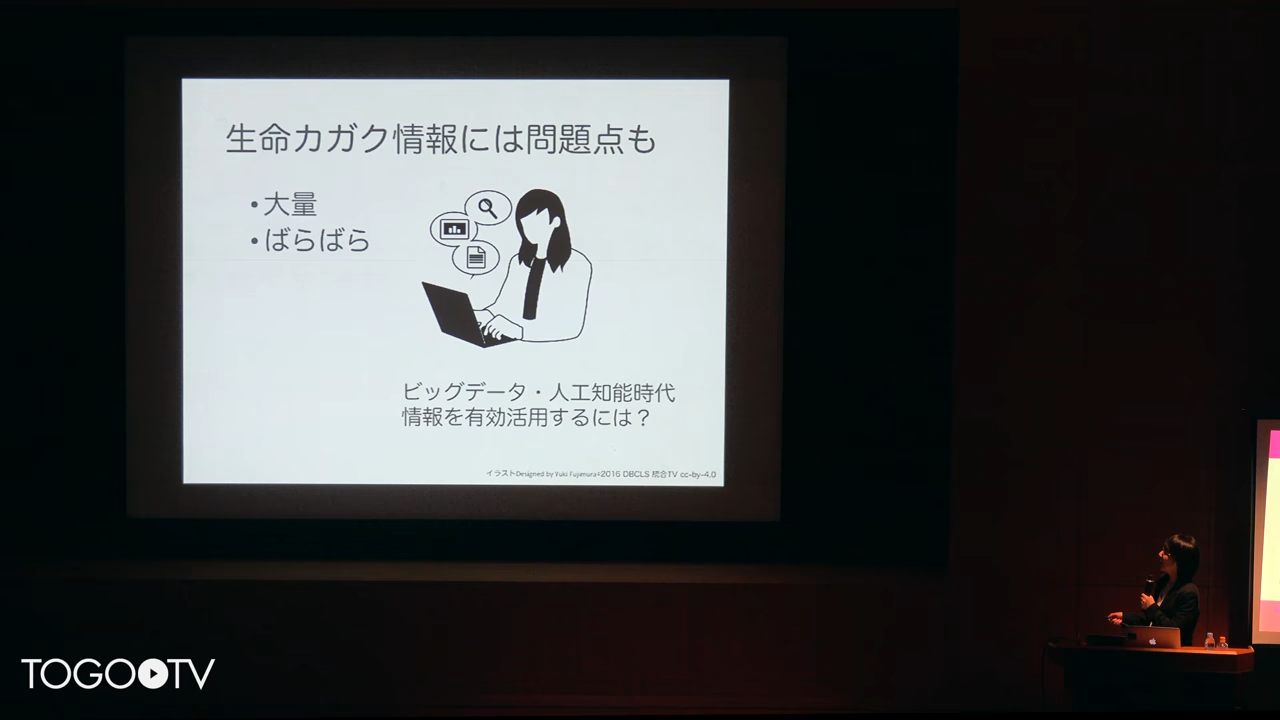 生命カガク情報には問題点も
•大量
•ばらばら
ビッグデータ・人工知能時代
情報を有効活用するには？
イラストDesigned by Yuki Fujimura©2016 DBCLS 統合TV cc-by-4.0
TOGOTV